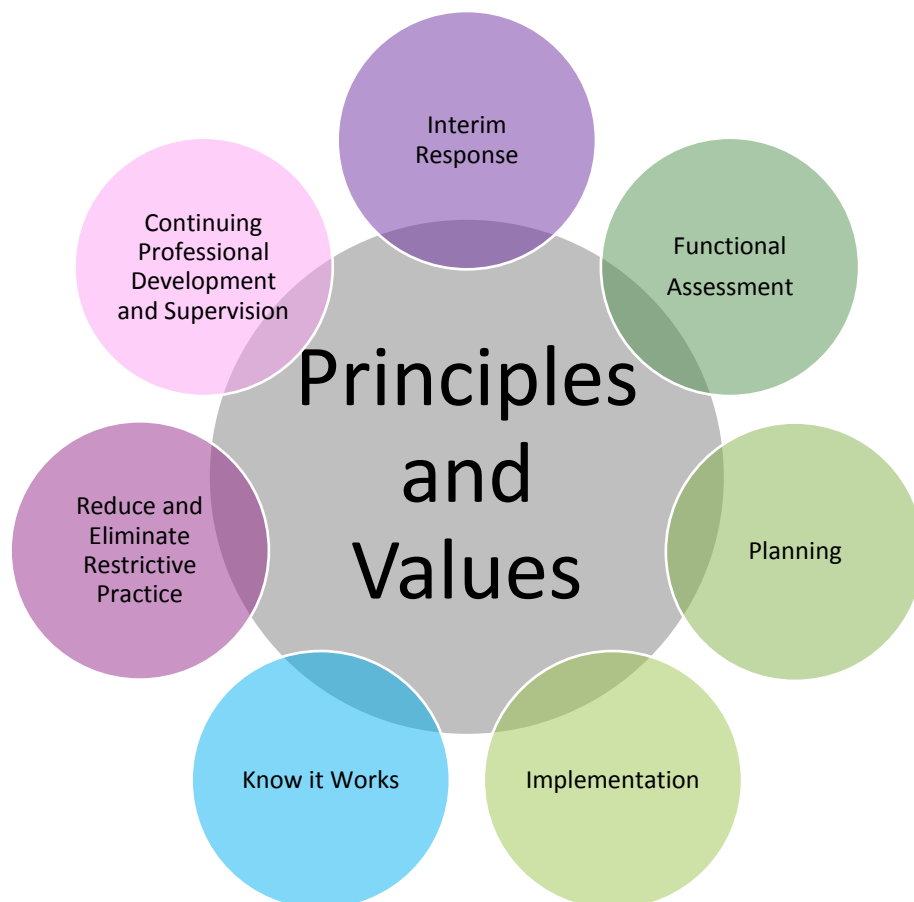 Interim
Response
Functional
Assessment
Planning
Implementation
Know it Works
Reduce and
Eliminate
Restrictive
Practice
Continuing
Professional
Development
and Supervision
Principles
and
Values